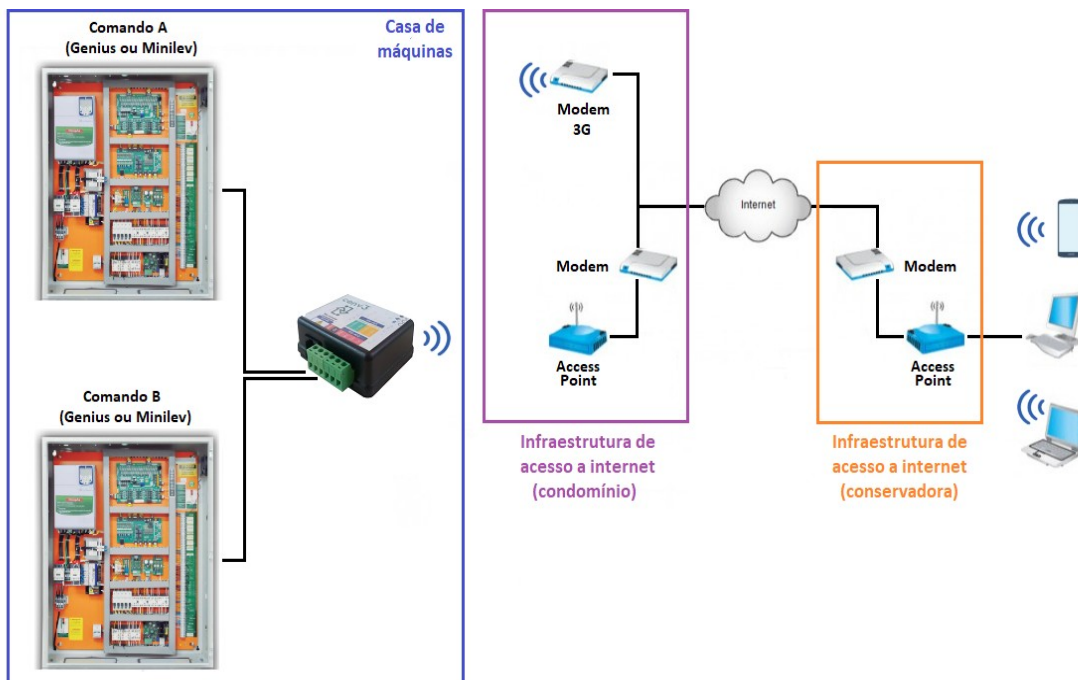 Comando A
(Genius ou Minilev)
Casa de
máquinas
Comando B
(Genius ou Minilev)
Modem
3G
Modem
Access
Point
Infraestrutura de
acesso a internet
(condomínio)
Internet
Modem
Access
Point
Infraestrutura de
acesso a internet
(conservadora)